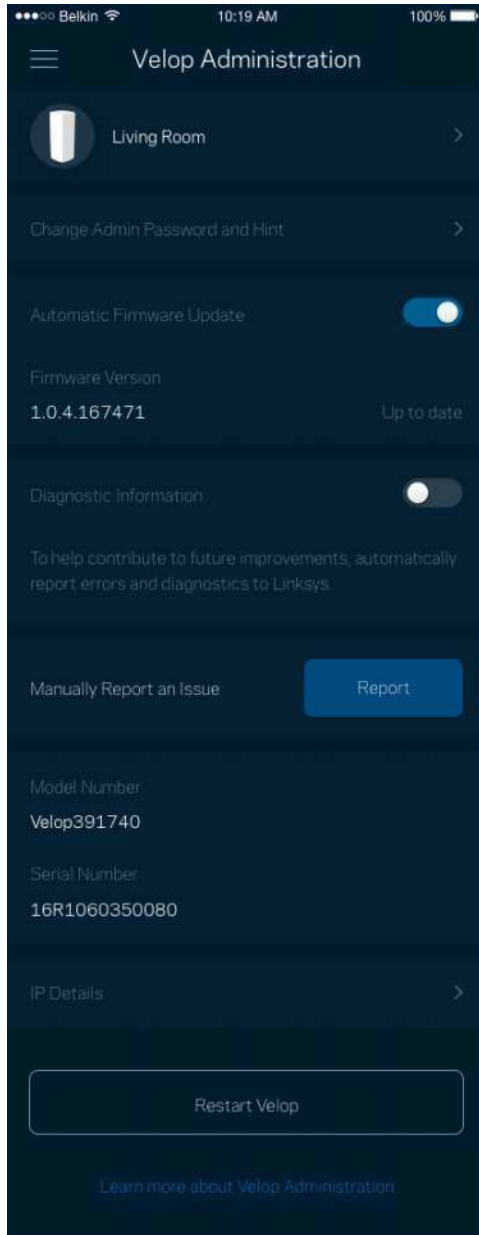 Belkin 10:19 AM 100%
Velop Administration
Living Room
Change Admin Password and Hint
Automatic Firmware Update
Firmware Version
1.0.4.167471 Up to date
Diagnostic Information
To help contribute to future improvements, automatically
report errors and diagnostics to Linksys.
Manually Report an Issue Report
Model Number
Velop391740
Serial Number
16R1060350080
IP Details
Restart Velop
Learn more about Velop Administration